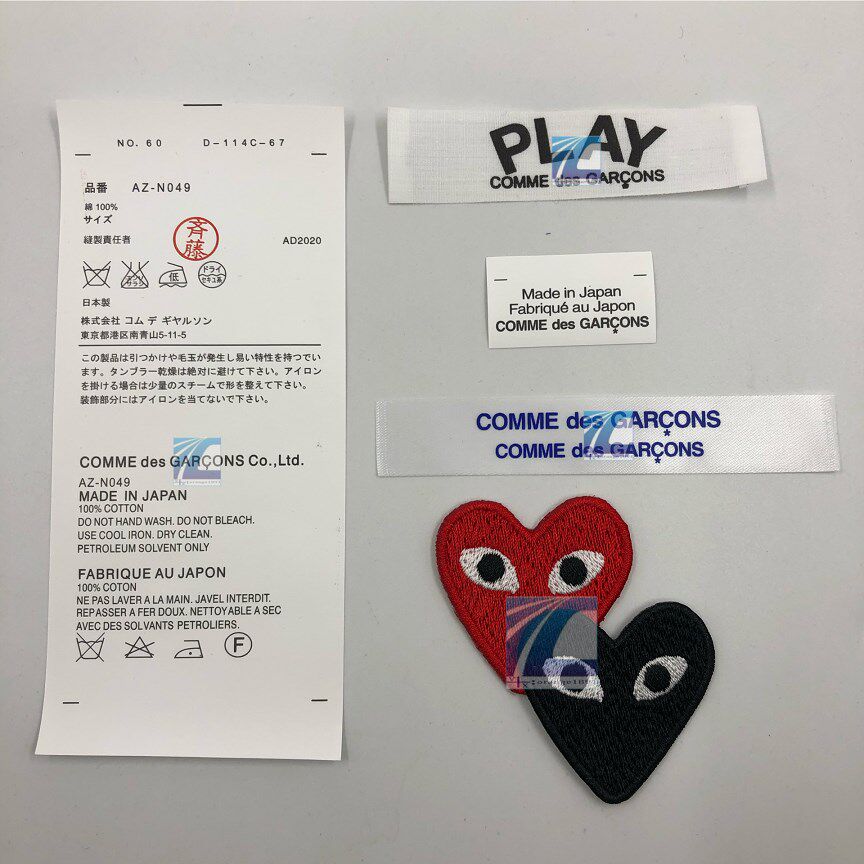 NO. 60 D-114C-67
品番 AZ-N049
綿 100%
サイズ
縫製責任者 斉藤 AD2020
ドライ
低
セキユ系
日本製
株式会社 コム デ ギヤルソン
東京都港区南青山5-11-5
この製品は引つかけや毛玉が発生し易い特性を持つでい
ます。タンブラー乾燥は絶対に避けて下さい。アイロン
を掛ける場合は少量のスチームで形を整えて下さい。
装飾部分にはアイロンを当てないで下さい。
COMME des GARÇONS Co.,Ltd.
AZ-N049
MADE IN JAPAN
100% COTTON
DO NOT HAND WASH. DO NOT BLEACH.
USE COOL IRON. DRY CLEAN.
PETROLEUM SOLVENT ONLY
FABRIQUE AU JAPON
100% COTON
NE PAS LAVER A LA MAIN. JAVEL INTERDIT.
REPASSER A FER DOUX. NETTOYABLE A SEC
AVEC DES SOLVANTS PETROLIERS.
F
PLAY
COMME des GARÇONS
Made in Japan
Fabriqué au Japon
COMME des GARÇONS
COMME des GARÇONS
COMME des GARÇONS